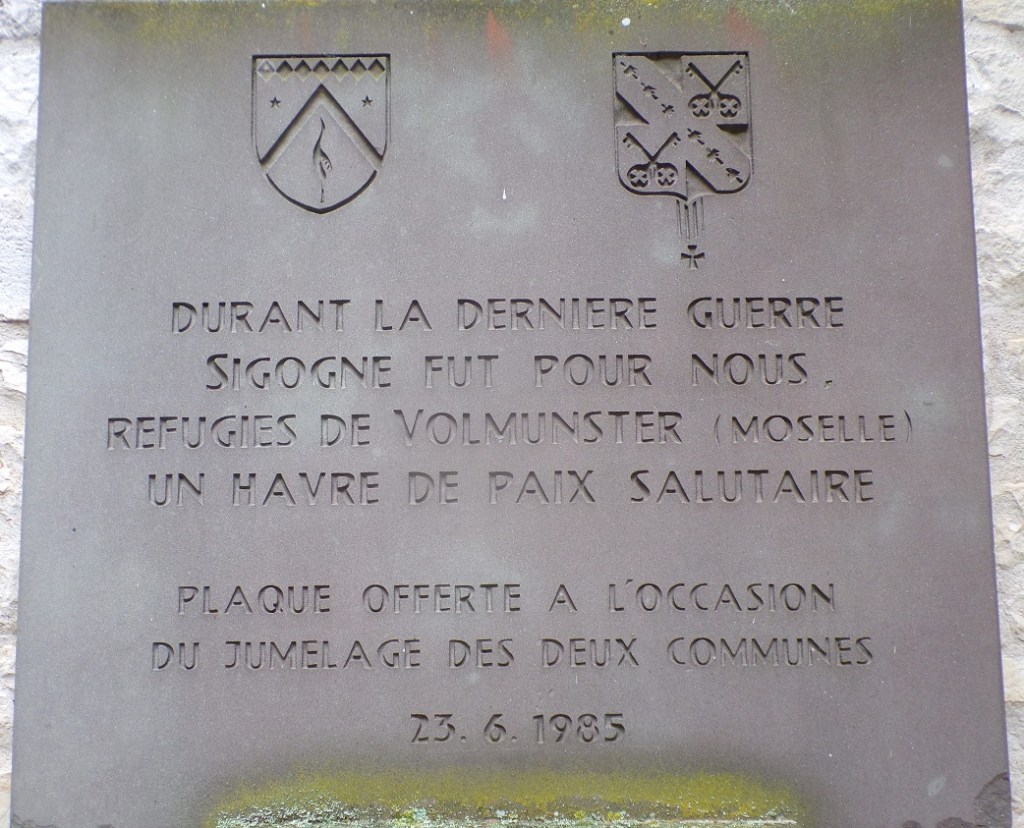 DURANT LA DERNIERE GUERRE
SIGOGNE FUT POUR NOUS,
REFUGIES DE VOLMUNSTER (MOSELLE)
UN HAVRE DE PAIX SALUTAIRE
PLAQUE OFFERTE A L'OCCASION
DU JUMELAGE DES DEUX COMMUNES
23. 6. 1985